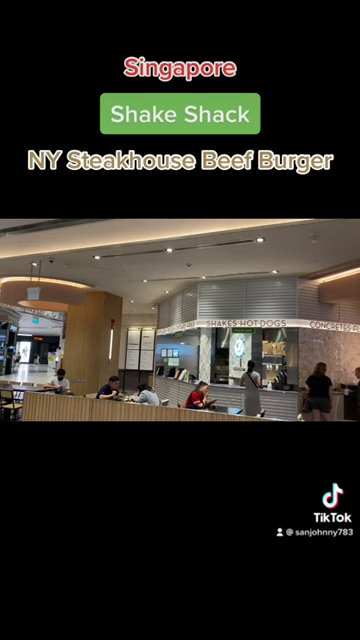 Singapore
Shake Shack
NY Steakhouse Beef Burger
SHAKES HOT DOGS
CONCRETES
TikTok
@ sanjohnny783